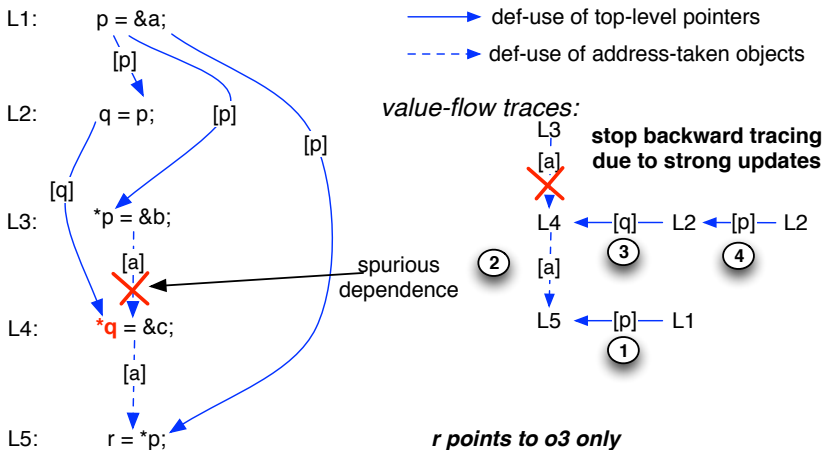 L1: p = &a;
def-use of top-level pointers
[p]
def-use of address-taken objects
L2: q = p;
[p]
[p]
[q]
L3: *p = &b;
[a]
spurious
dependence
L4: *q = &c;
[a]
L5: r = *p;
value-flow traces:
L3
stop backward tracing
due to strong updates
[a]
L4 [q] L2 [p] L2
2
3
4
[a]
L5 [p] L1
1
r points to o3 only